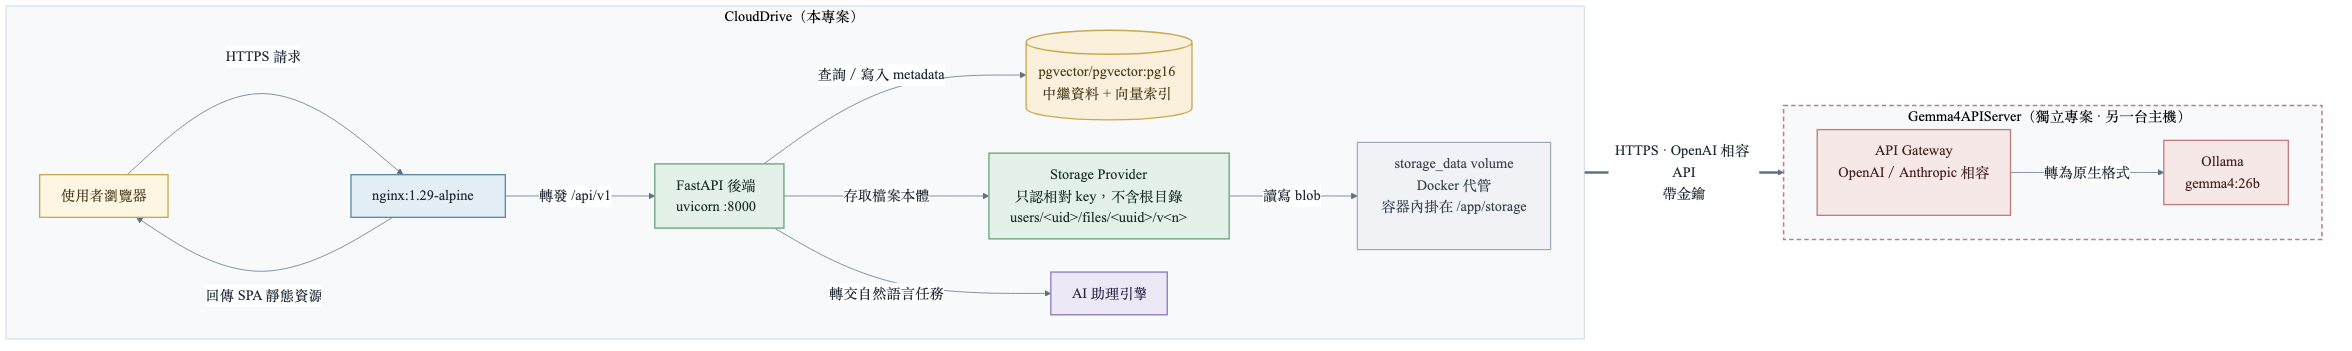 CloudDrive（本專案）
HTTPS 請求
使用者瀏覽器
回傳 SPA 靜態資源
nginx:1.29-alpine
轉發 /api/v1
FastAPI 後端
uvicorn :8000
查詢 / 寫入 metadata
pgvector/pgvector:pg16
中繼資料 + 向量索引
存取檔案本體
Storage Provider
只認相對 key，不含根目錄
users/<uid>/files/<uuid>/v<n>
讀寫 blob
storage_data volume
Docker 代管
容器內掛在 /app/storage
轉交自然語言任務
AI 助理引擎
HTTPS · OpenAI 相容
API
帶金鑰
Gemma4APIServer（獨立專案 · 另一台主機）
API Gateway
OpenAI / Anthropic 相容
轉為原生格式
Ollama
gemma4:26b